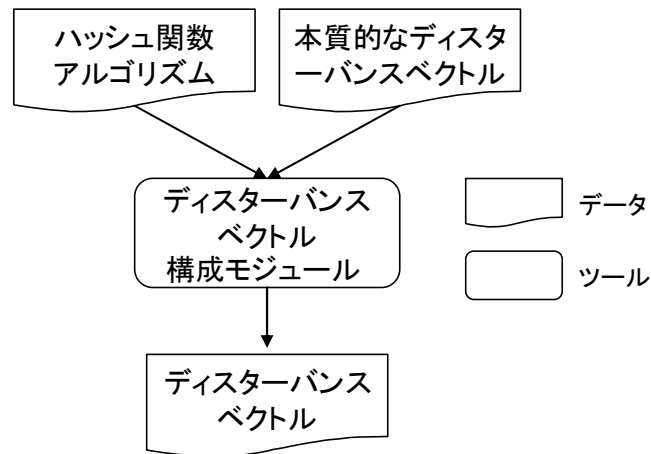 ハッシュ関数
アルゴリズム
本質的なディスタ
ーバンスベクトル
ディスターバンス
ベクトル
構成モジュール
データ
ツール
ディスターバンス
ベクトル